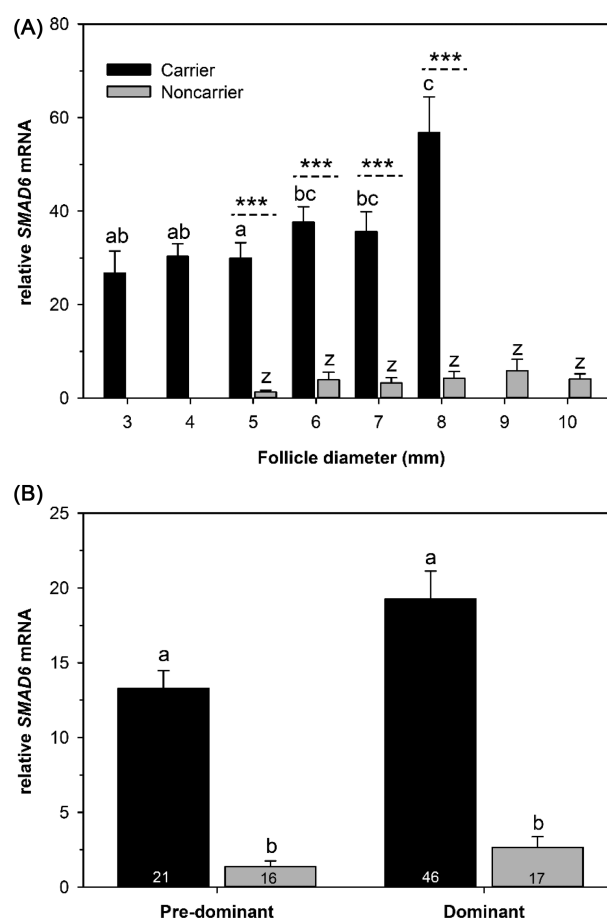 (A)
80
60
40
20
0
relative SMAD6 mRNA
Carrier
Noncarrier
ab
ab
a
bc
bc
c
***
***
***
***
z
z
z
z
z
z
3 4 5 6 7 8 9 10
Follicle diameter (mm)
(B)
25
20
15
10
5
0
relative SMAD6 mRNA
a
b
a
b
21 16 46 17
Pre-dominant Dominant